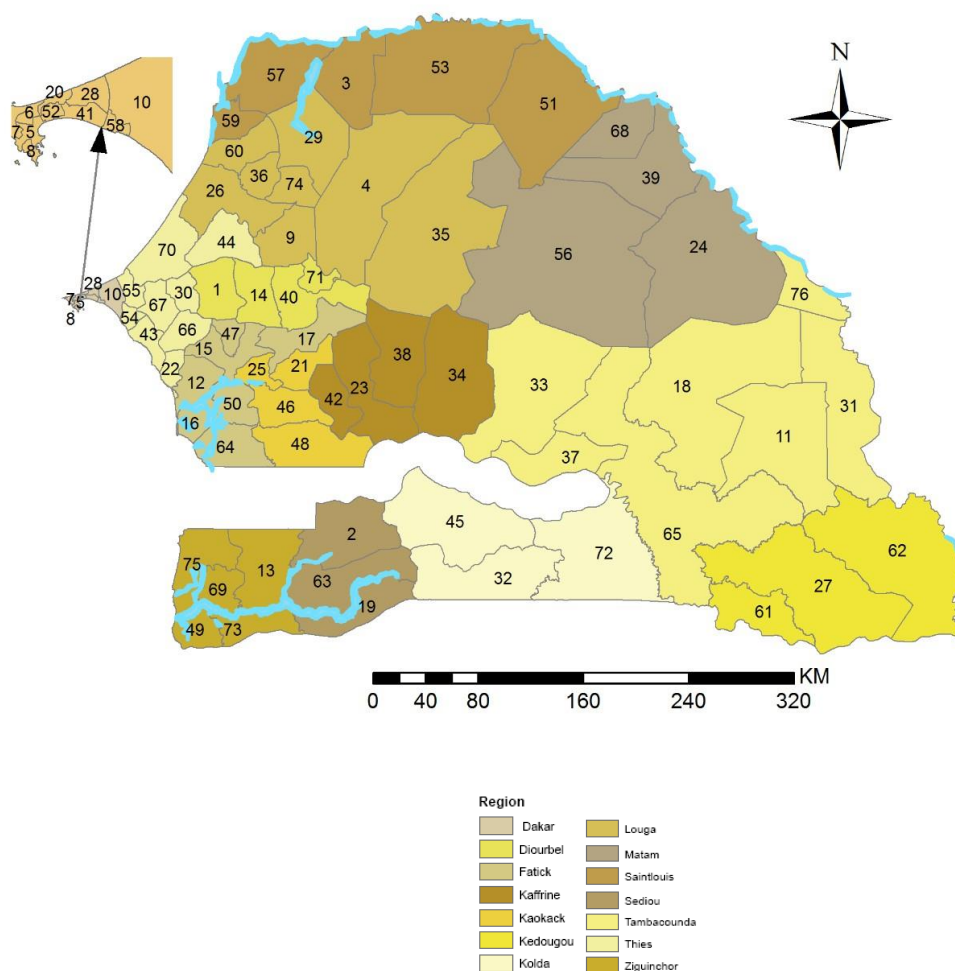 N
20 28 10
6 52 41
7 5 58
8
57 3 53
51
59 29 68
60
36 74 4 39
26
9 35 24
70 44 56
28 71 76
7 10 55 30 1 14 40
5 67
8 54
43 66 47 17
15 38
22 25 21 33 18
12 23 34 31
42
50 46
16 11
64 48 37
45
2 65
75 72 62
13 63 32
69 27
19 61
49 73
KM
0 40 80 160 240 320
Region
Dakar Louga
Diourbel Matam
Fatick Saintlouis
Kaffrine Sediou
Kaokack Tambacounda
Kedougou Thies
Kolda Ziguinchor